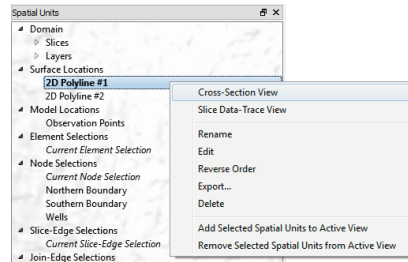 Spatial Units
Domain
Slices
Layers
Surface Locations
2D Polyline #1
2D Polyline #2
Model Locations
Observation Points
Element Selections
Current Element Selection
Node Selections
Current Node Selection
Northern Boundary
Southern Boundary
Wells
Slice-Edge Selections
Current Slice-Edge Selection
Join-Edge Selections
Cross-Section View
Slice Data-Trace View
Rename
Edit
Reverse Order
Export...
Delete
Add Selected Spatial Units to Active View
Remove Selected Spatial Units from Active View